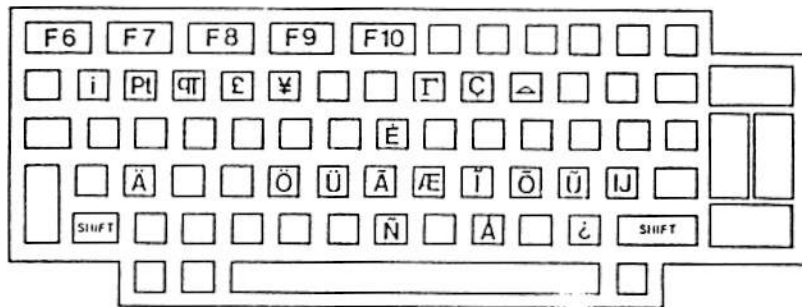 F6 F7 F8 F9 F10
¡ Pt ¶ £ ¥ Γ Ç
É
Ä Ö Ü Ã Æ Ĩ Õ Ũ IJ
SHIFT Ñ Á ¿ SHIFT